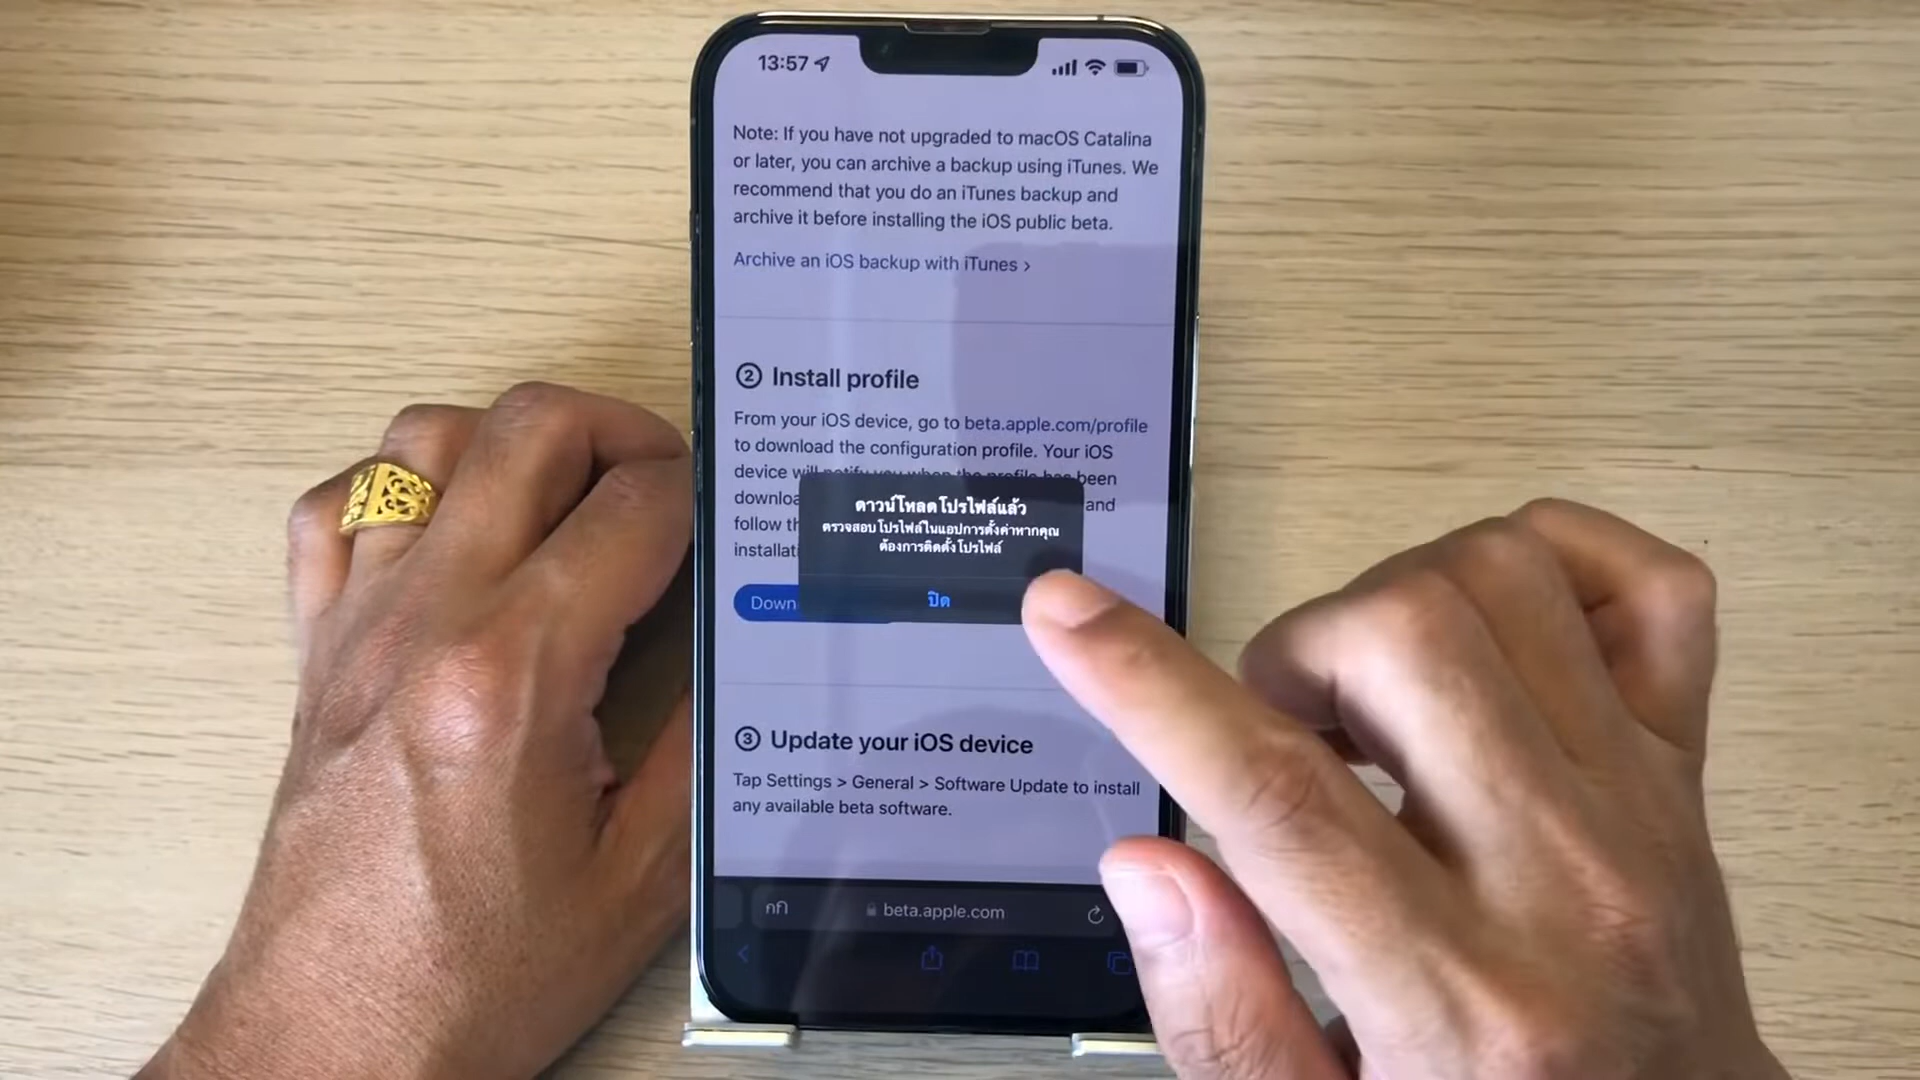 13:57
Note: If you have not upgraded to macOS Catalina
or later, you can archive a backup using iTunes. We
recommend that you do an iTunes backup and
archive it before installing the iOS public beta.
Archive an iOS backup with iTunes >
2 Install profile
From your iOS device, go to beta.apple.com/profile
to download the configuration profile. Your iOS
device will notify you when the profile has been
downloa and
follow th
installati
ดาวน์โหลดโปรไฟล์แล้ว
ตรวจสอบโปรไฟล์ในแอปการตั้งค่าหากคุณ
ต้องการติดตั้งโปรไฟล์
ปิด
Down
3 Update your iOS device
Tap Settings > General > Software Update to install
any available beta software.
กก beta.apple.com